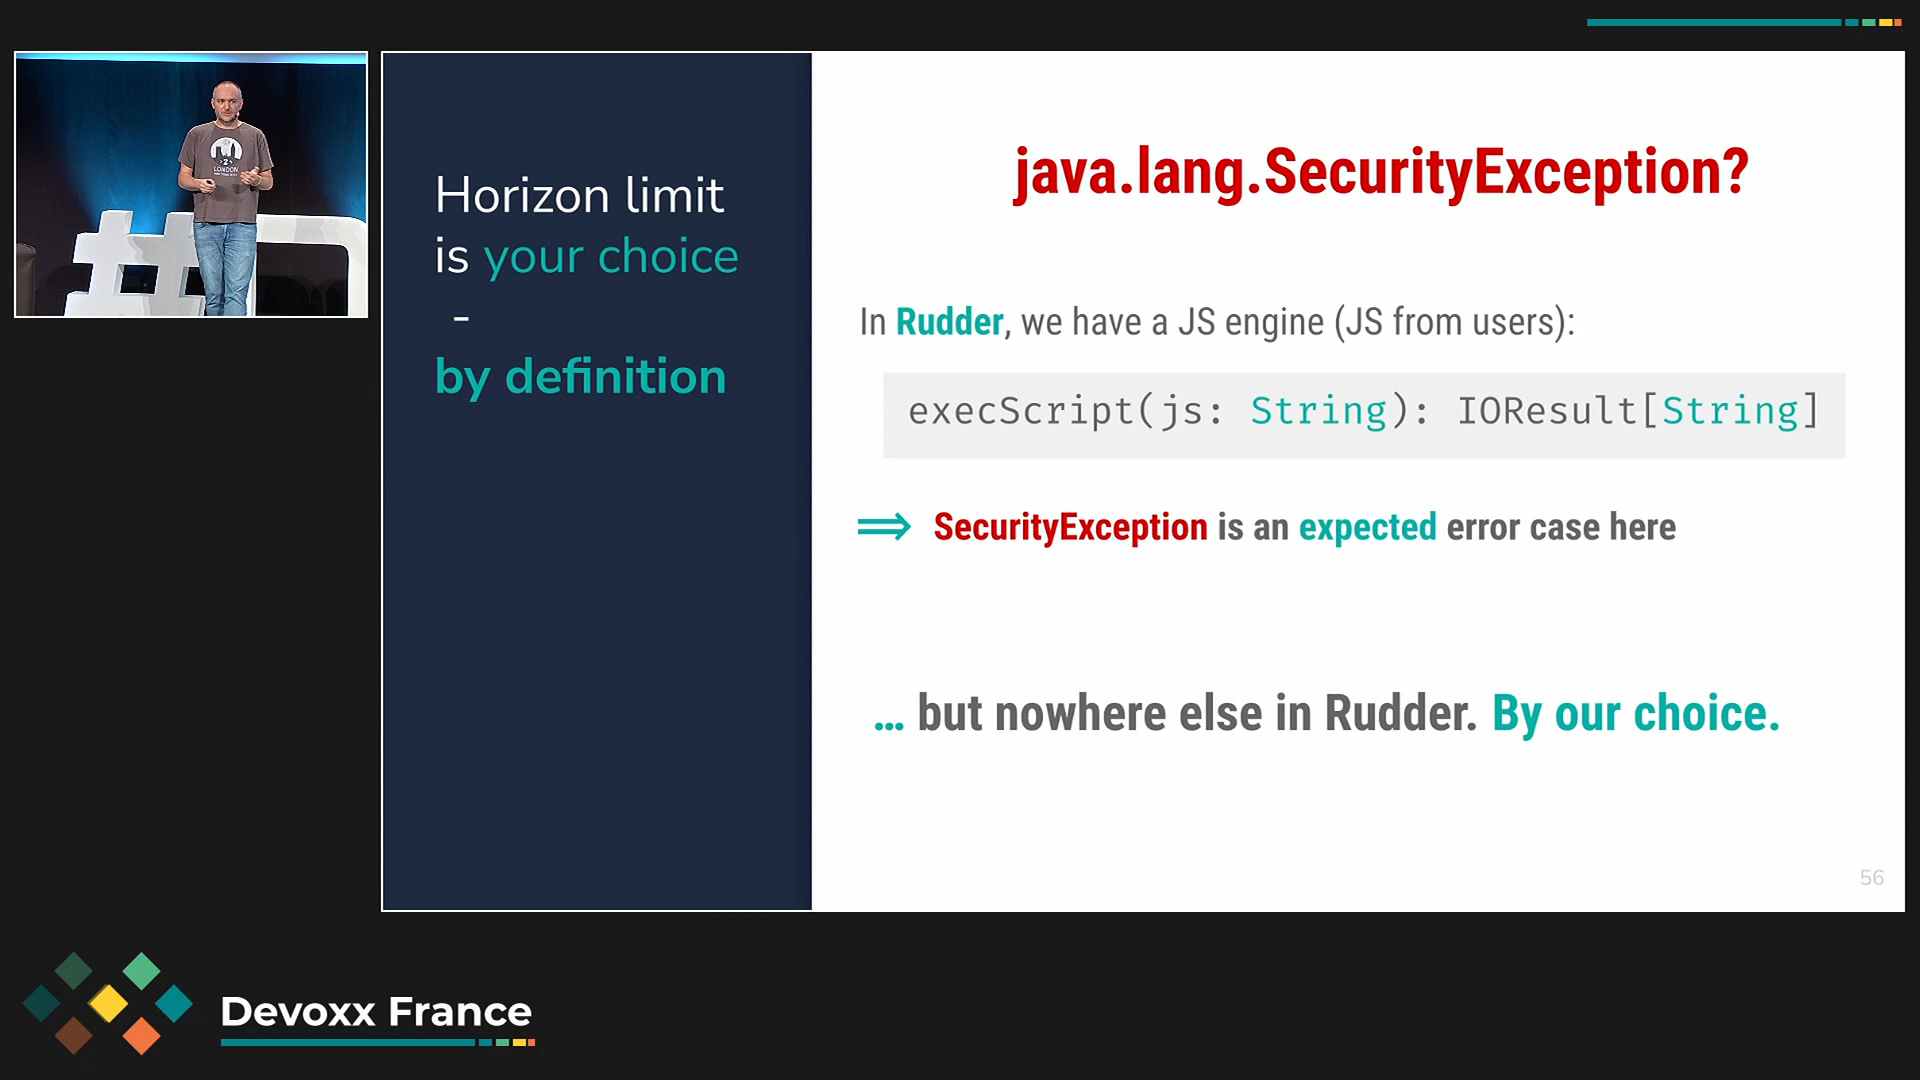 LONDON
Horizon limit
is your choice
-
by definition
java.lang.SecurityException?
In Rudder, we have a JS engine (JS from users):
execScript(js: String): IOResult[String]
⟹ SecurityException is an expected error case here
... but nowhere else in Rudder. By our choice.
56
Devoxx France